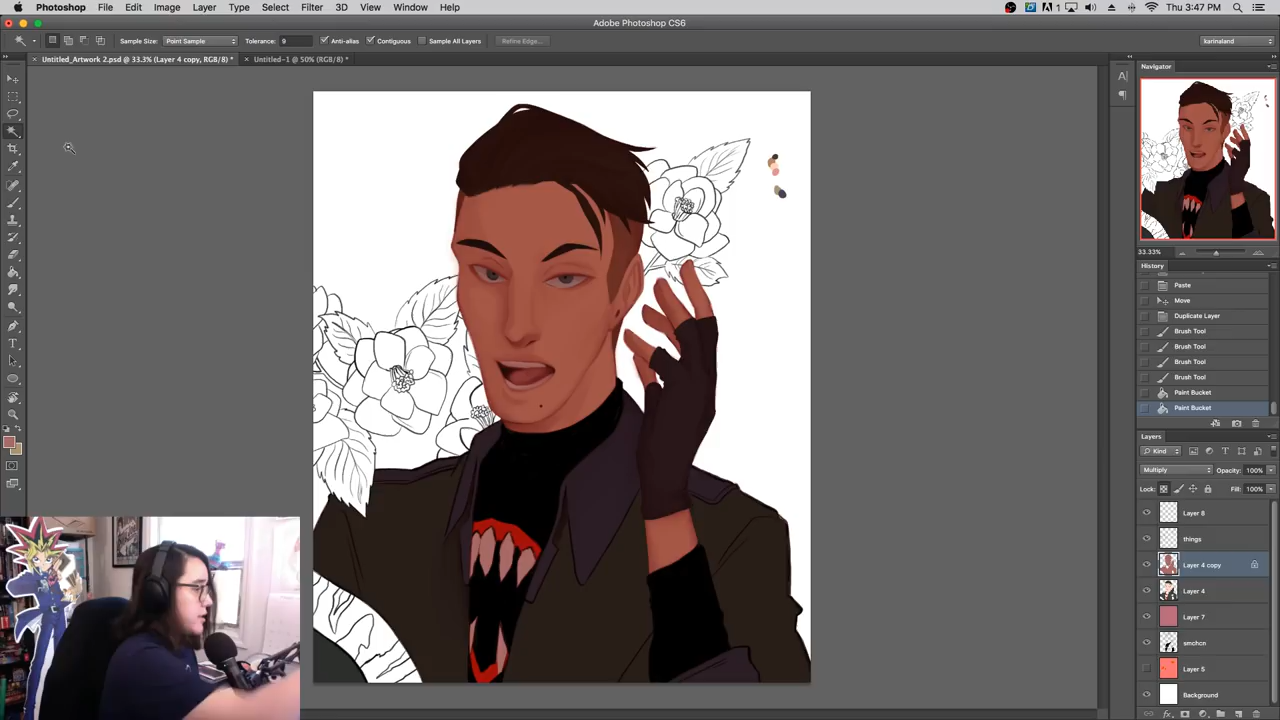 Photoshop File Edit Image Layer Type Select Filter 3D View Window Help
1 Thu 3:47 PM
Adobe Photoshop CS6
Sample Size: Point Sample Tolerance: 9 Anti-alias Contiguous Sample All Layers Refine Edge... karinaland
Untitled_Artwork 2.psd @ 33.3% (Layer 4 copy, RGB/8) * Untitled-1 @ 50% (RGB/8) *
Navigator
33.33%
History
Paste
Move
Duplicate Layer
Brush Tool
Brush Tool
Brush Tool
Brush Tool
Paint Bucket
Paint Bucket
Layers
Kind
Multiply Opacity: 100%
Lock: Fill: 100%
Layer 8
things
Layer 4 copy
Layer 4
Layer 7
smchcn
Layer 5
Background